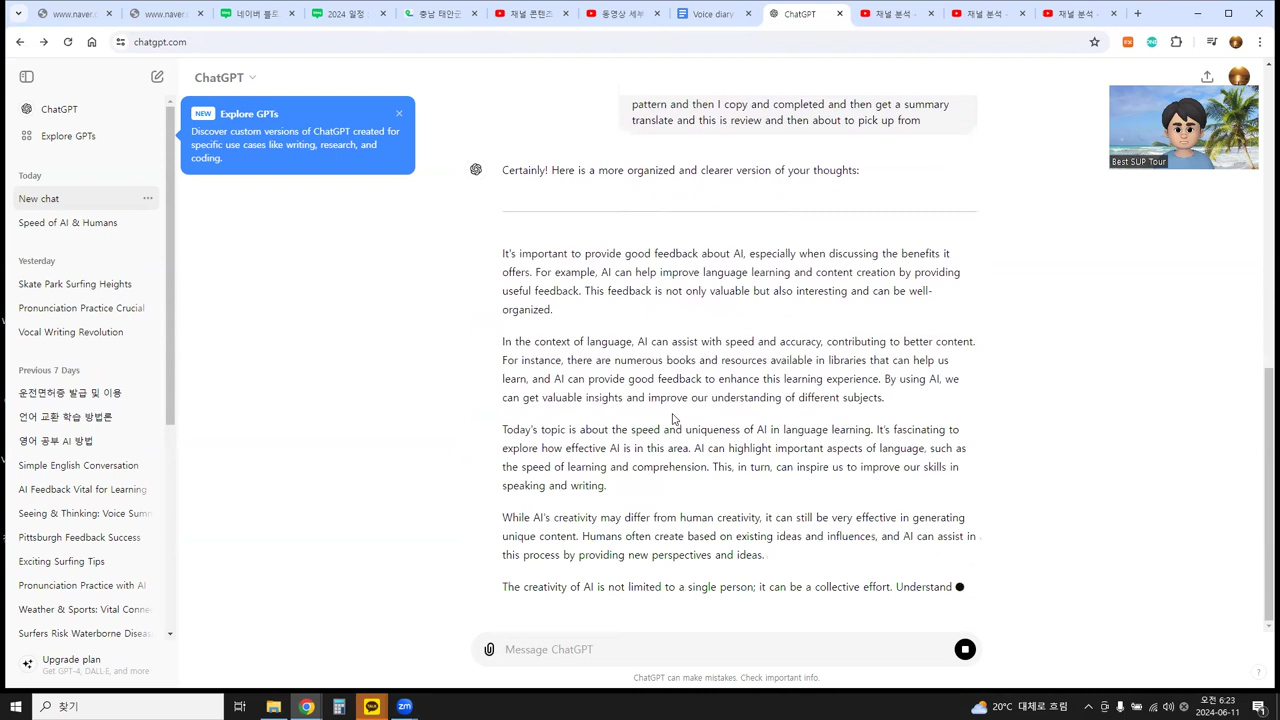 www.naver.c
www.naver.c
네이버 블로
2024 일정
충남 태안군
재널 콘텐츠
동영상 세부
Voice diary
ChatGPT
재널 분석 -
재널 분석 -
재널 분석 -
chatgpt.com
ChatGPT
Explore GPTs
Today
New chat
Speed of AI & Humans
Yesterday
Skate Park Surfing Heights
Pronunciation Practice Crucial
Vocal Writing Revolution
Previous 7 Days
운전면허증 발급 및 이용
언어 교환 학습 방법론
영어 공부 AI 방법
Simple English Conversation
AI Feedback Vital for Learning
Seeing & Thinking: Voice Summ
Pittsburgh Feedback Success
Exciting Surfing Tips
Pronunciation Practice with AI
Weather & Sports: Vital Conne
Surfers Risk Waterborne Diseas
Upgrade plan
Get GPT-4, DALL·E, and more
ChatGPT
NEW Explore GPTs
Discover custom versions of ChatGPT created for
specific use cases like writing, research, and
coding.
pattern and then I copy and completed and then get a summary
translate and this is review and then about to pick up from
Best SUP Tour
Certainly! Here is a more organized and clearer version of your thoughts:
It's important to provide good feedback about AI, especially when discussing the benefits it
offers. For example, AI can help improve language learning and content creation by providing
useful feedback. This feedback is not only valuable but also interesting and can be well-
organized.
In the context of language, AI can assist with speed and accuracy, contributing to better content.
For instance, there are numerous books and resources available in libraries that can help us
learn, and AI can provide good feedback to enhance this learning experience. By using AI, we
can get valuable insights and improve our understanding of different subjects.
Today's topic is about the speed and uniqueness of AI in language learning. It's fascinating to
explore how effective AI is in this area. AI can highlight important aspects of language, such as
the speed of learning and comprehension. This, in turn, can inspire us to improve our skills in
speaking and writing.
While AI's creativity may differ from human creativity, it can still be very effective in generating
unique content. Humans often create based on existing ideas and influences, and AI can assist in
this process by providing new perspectives and ideas.
The creativity of AI is not limited to a single person; it can be a collective effort. Understand
Message ChatGPT
ChatGPT can make mistakes. Check important info.
?
찾기
20°C 대체로 흐림
오전 6:23
2024-06-11